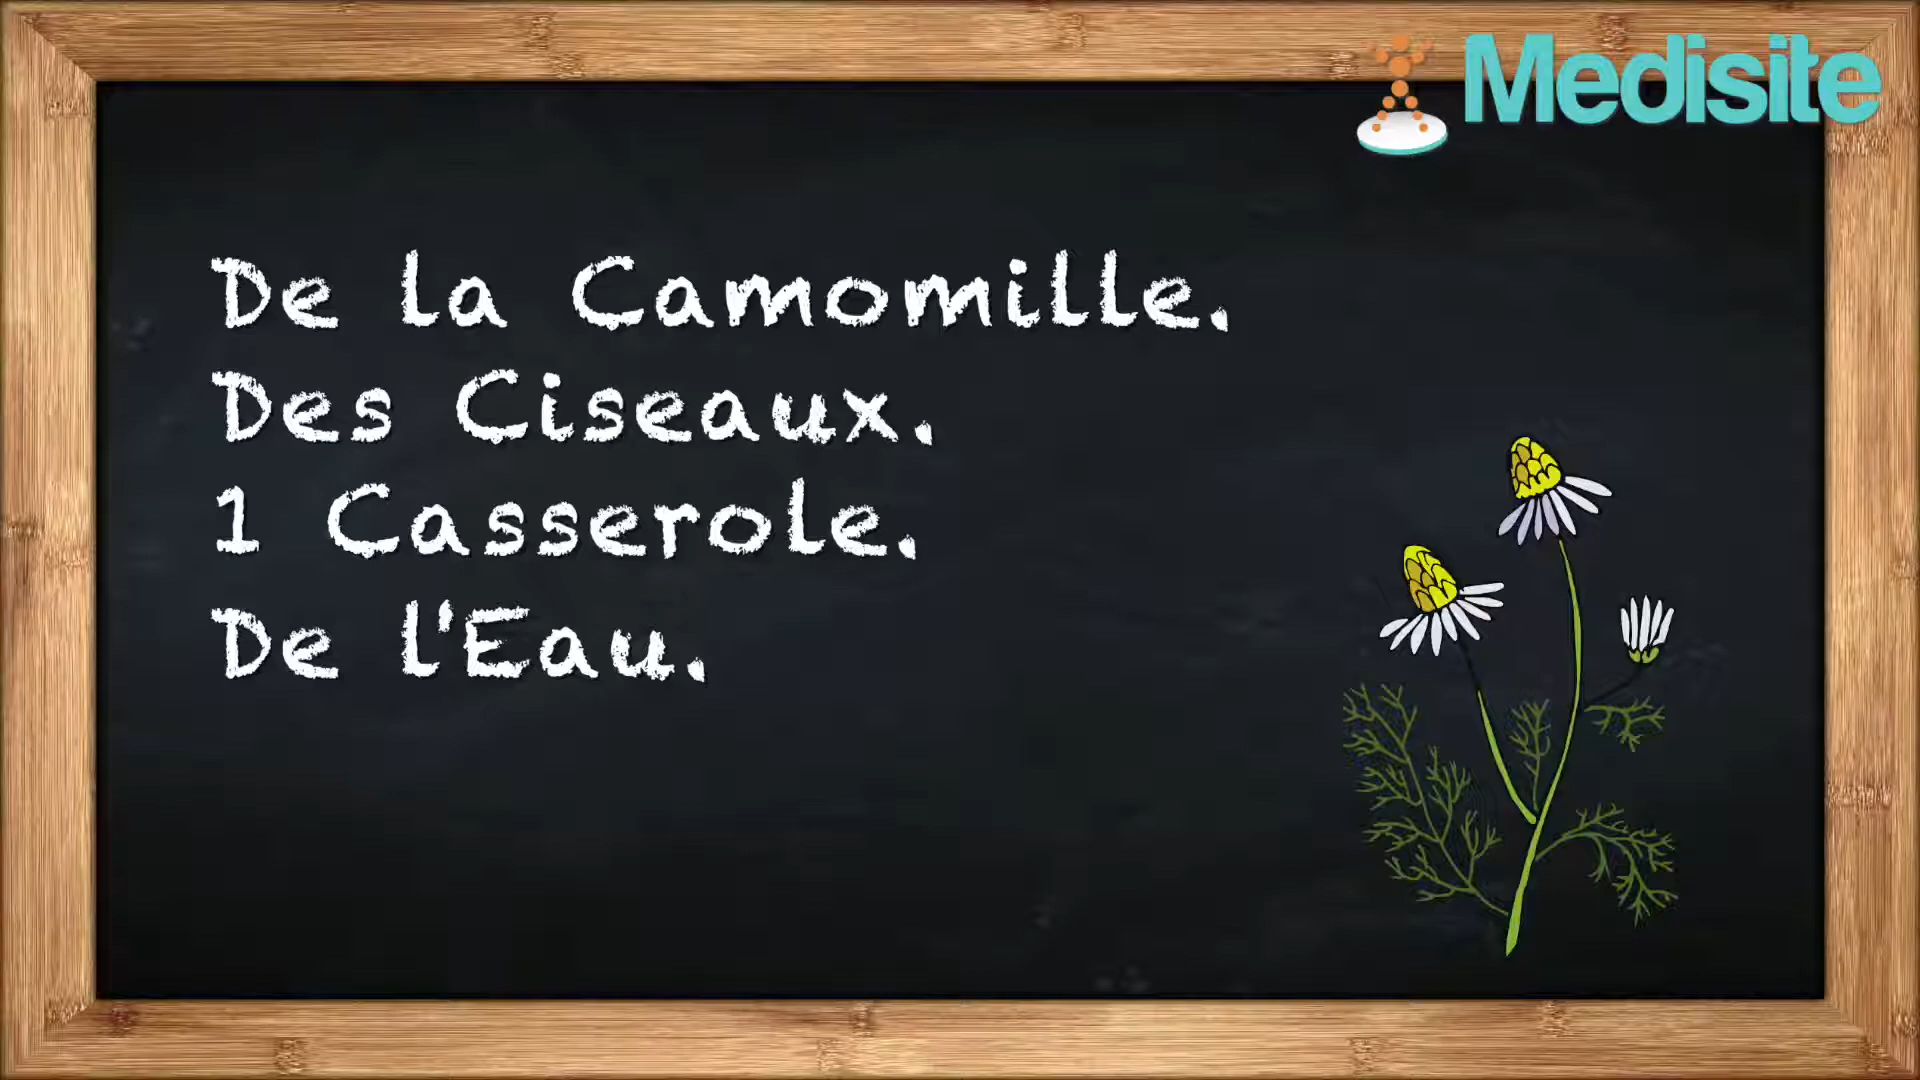 Medisite
De la Camomille.
Des Ciseaux.
1 Casserole.
De l'Eau.